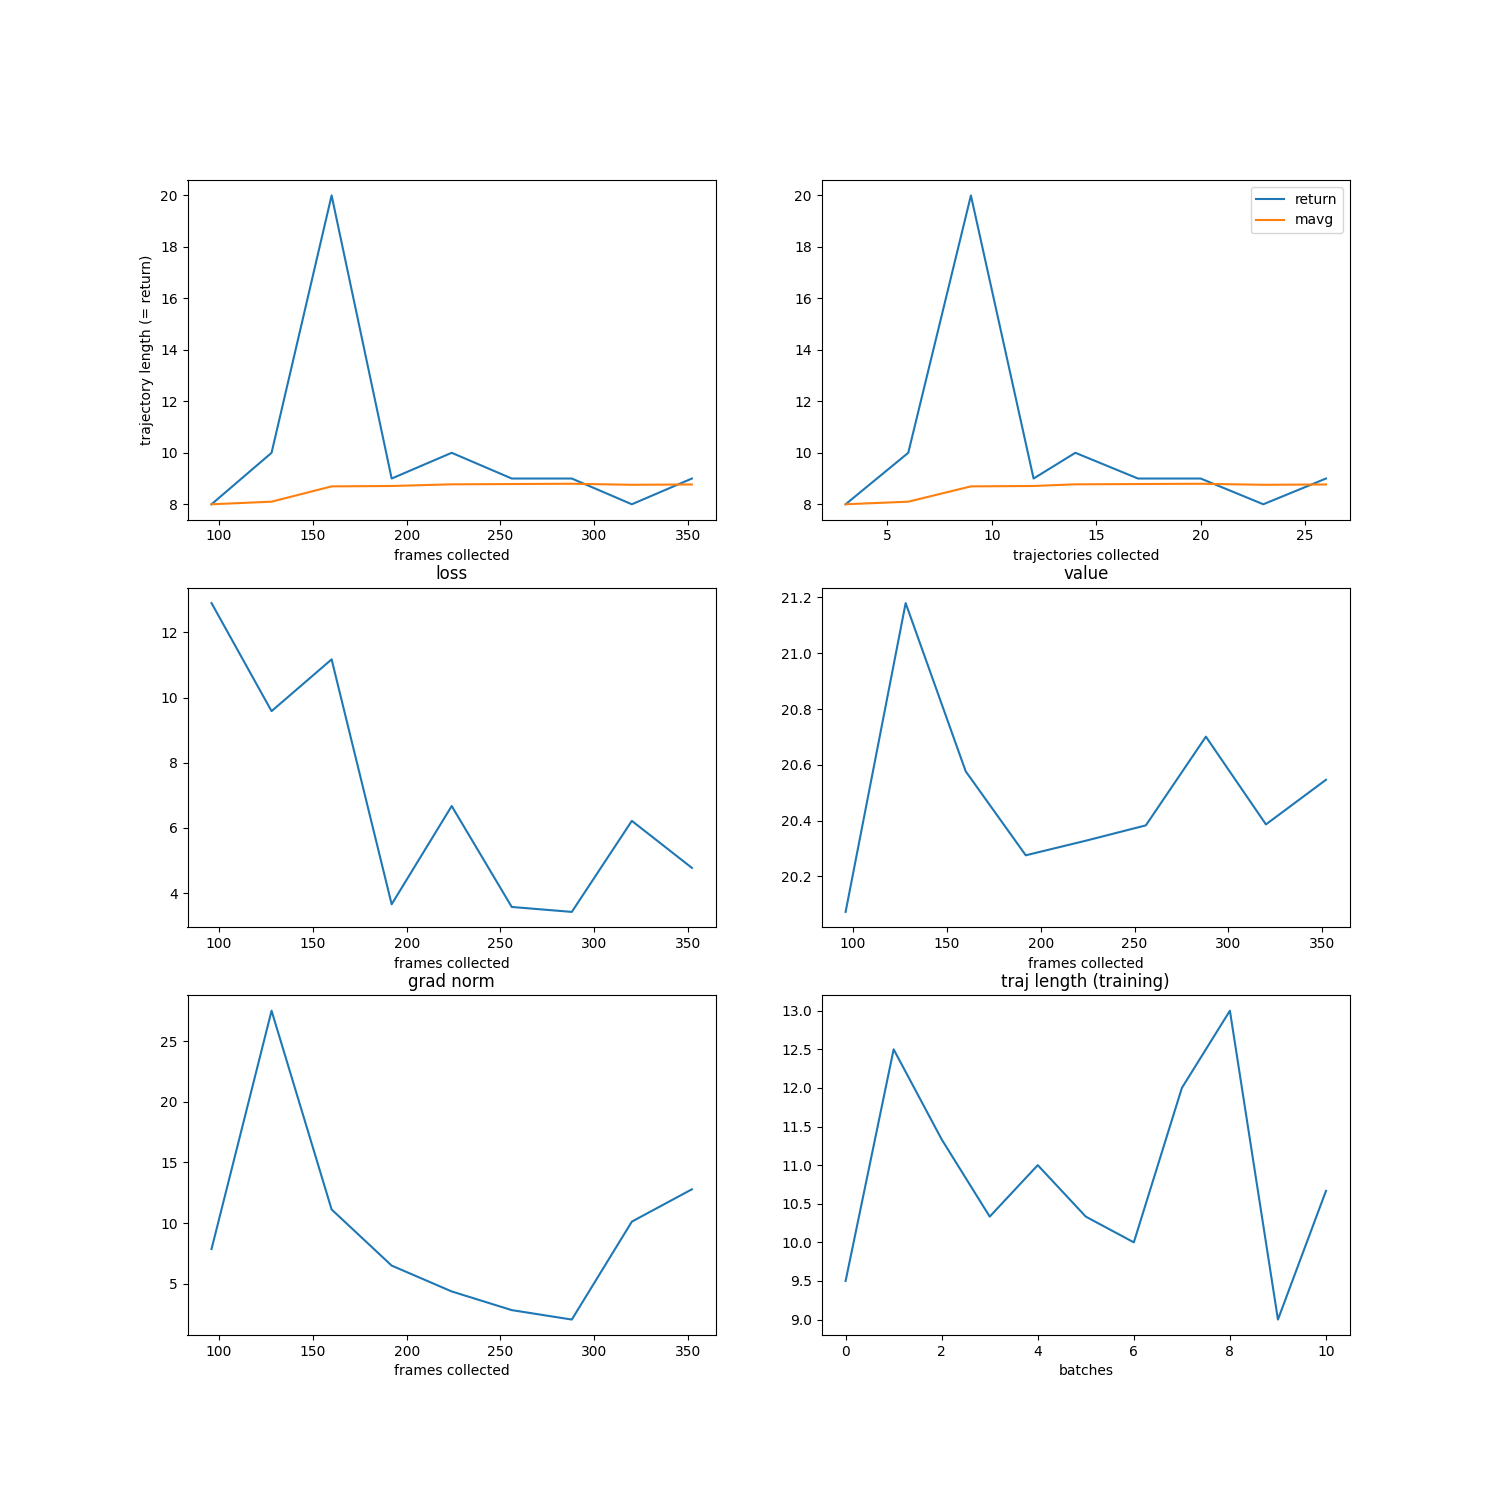 20
18
16
14
12
10
8
trajectory length (= return)
100 150 200 250 300 350
frames collected
return
mavg
20
18
16
14
12
10
8
5 10 15 20 25
trajectories collected
loss
12
10
8
6
4
100 150 200 250 300 350
frames collected
value
21.2
21.0
20.8
20.6
20.4
20.2
100 150 200 250 300 350
frames collected
grad norm
25
20
15
10
5
100 150 200 250 300 350
frames collected
traj length (training)
13.0
12.5
12.0
11.5
11.0
10.5
10.0
9.5
9.0
0 2 4 6 8 10
batches